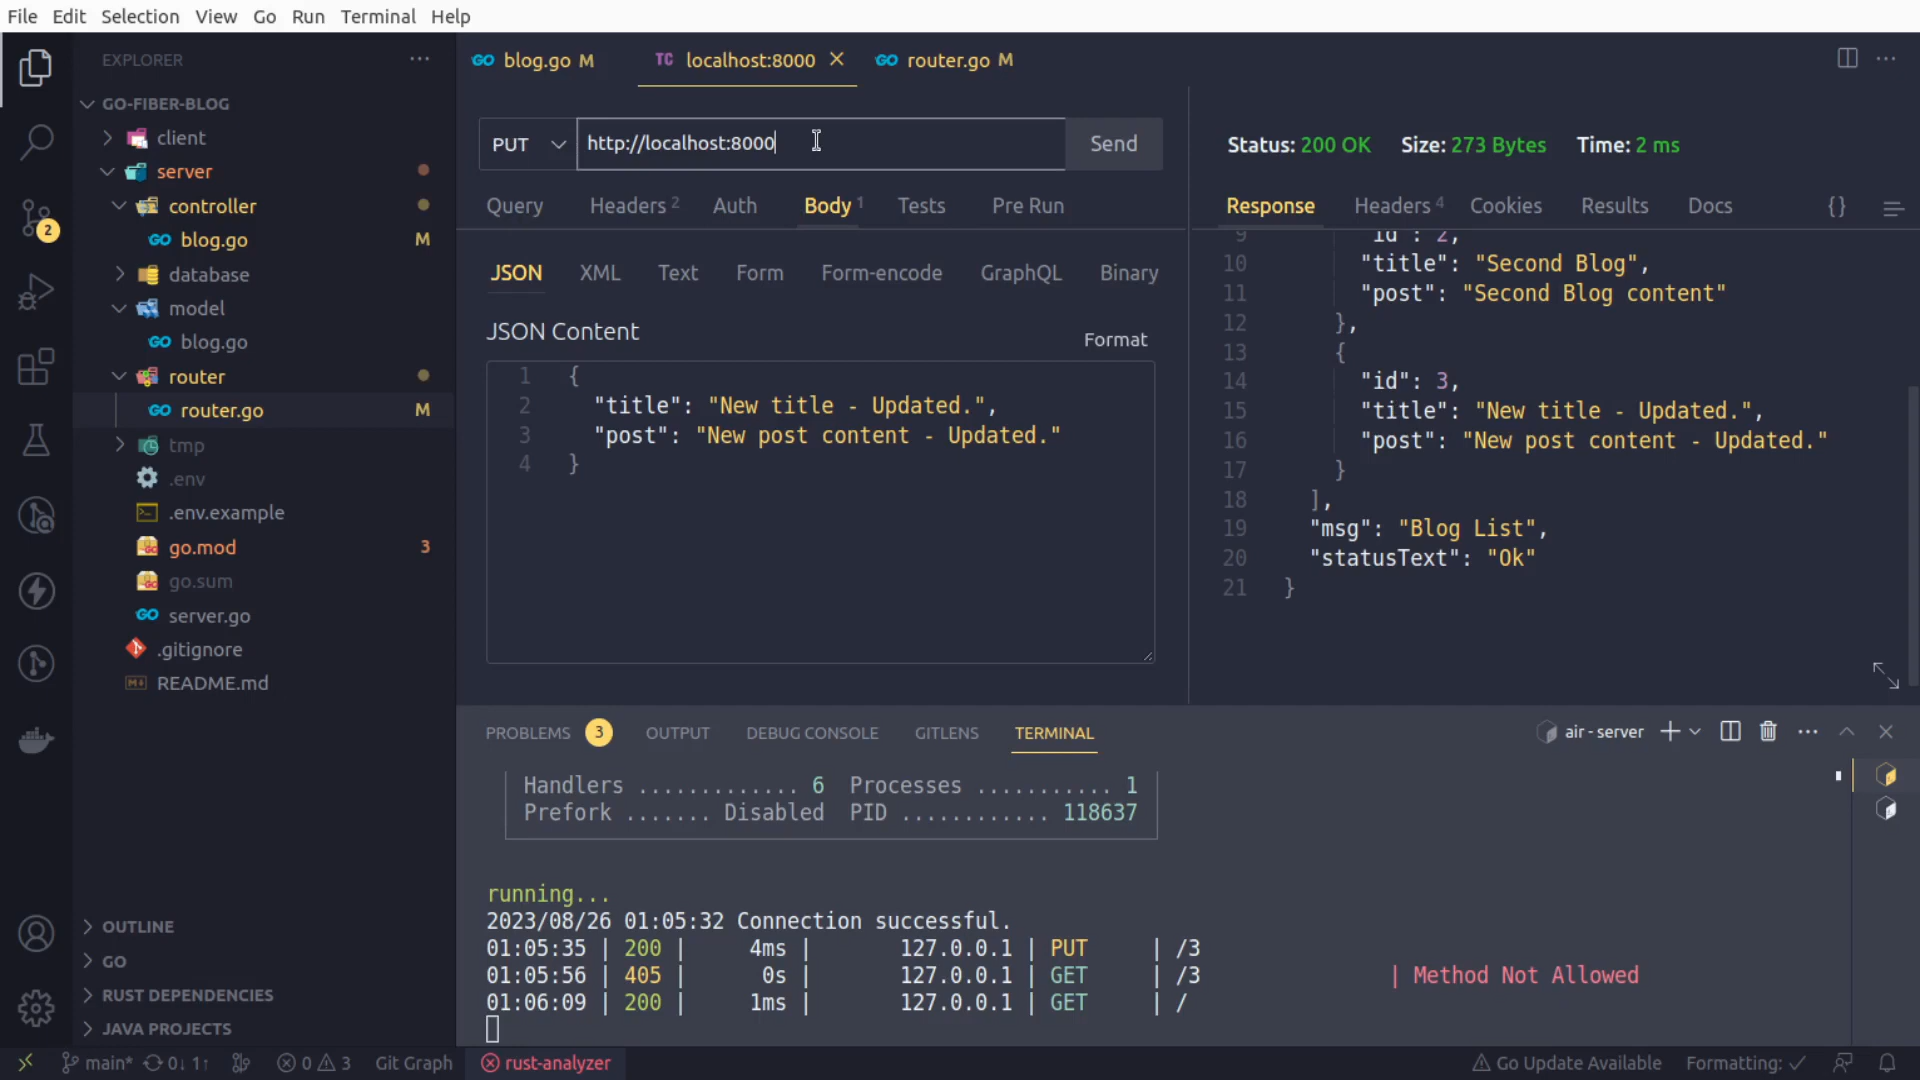 File Edit Selection View Go Run Terminal Help
EXPLORER
GO-FIBER-BLOG
client
server
controller
blog.go M
database
model
blog.go
router
router.go M
tmp
.env
.env.example
go.mod 3
go.sum
server.go
.gitignore
README.md
OUTLINE
GO
RUST DEPENDENCIES
JAVA PROJECTS
2
GO blog.go M
TC localhost:8000
GO router.go M
PUT http://localhost:8000 Send
Query Headers 2 Auth Body 1 Tests Pre Run
JSON XML Text Form Form-encode GraphQL Binary
JSON Content
Format
1 {
2 "title": "New title - Updated.",
3 "post": "New post content - Updated."
4 }
Status: 200 OK Size: 273 Bytes Time: 2 ms
Response Headers 4 Cookies Results Docs {}
9 "id": 2,
10 "title": "Second Blog",
11 "post": "Second Blog content"
12 },
13 {
14 "id": 3,
15 "title": "New title - Updated.",
16 "post": "New post content - Updated."
17 }
18 ],
19 "msg": "Blog List",
20 "statusText": "Ok"
21 }
PROBLEMS 3 OUTPUT DEBUG CONSOLE GITLENS TERMINAL
air - server
Handlers ............. 6 Processes ........... 1
Prefork ....... Disabled PID ............ 118637
running...
2023/08/26 01:05:32 Connection successful.
01:05:35 | 200 | 4ms | 127.0.0.1 | PUT | /3
01:05:56 | 405 | 0s | 127.0.0.1 | GET | /3 | Method Not Allowed
01:06:09 | 200 | 1ms | 127.0.0.1 | GET | /
main* 0↓ 1↑ 0 3 Git Graph rust-analyzer
Go Update Available Formatting: ✓